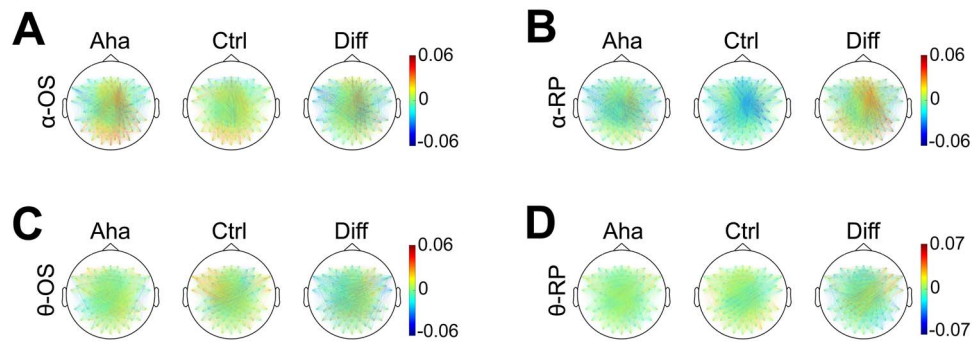 A
Aha Ctrl Diff
α-OS
0.06
0
-0.06
B
Aha Ctrl Diff
α-RP
0.06
0
-0.06
C
Aha Ctrl Diff
θ-OS
0.06
0
-0.06
D
Aha Ctrl Diff
θ-RP
0.07
0
-0.07